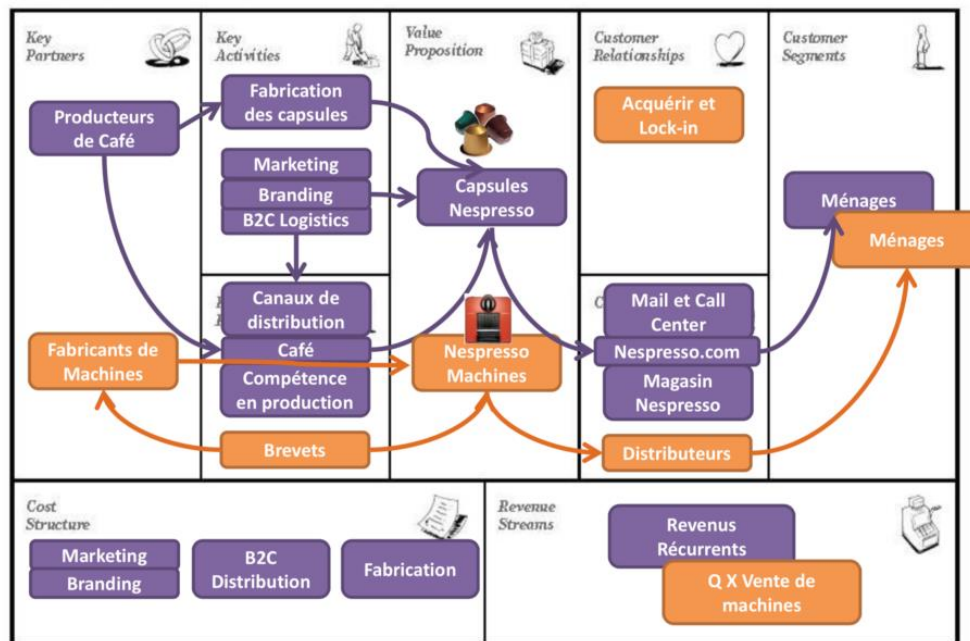 Key
Partners
Key
Activities
Value
Proposition
Customer
Relationships
Customer
Segments
Producteurs
de Café
Fabrication
des capsules
Marketing
Branding
B2C Logistics
Capsules
Nespresso
Acquérir et
Lock-in
Ménages
Ménages
Fabricants de
Machines
Canaux de
distribution
Café
Compétence
en production
Brevets
Nespresso
Machines
Mail et Call
Center
Nespresso.com
Magasin
Nespresso
Distributeurs
Cost
Structure
Marketing
Branding
B2C
Distribution
Fabrication
Revenue
Streams
Revenus
Récurrents
Q X Vente de
machines